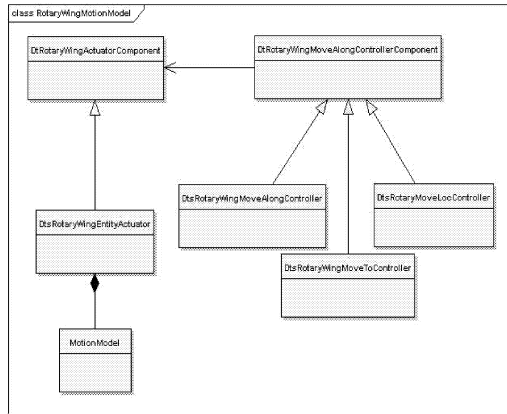 class RotaryWingMotionModel
DtRotaryWingActuatorComponent
DtRotaryWingMoveAlongControllerComponent
DtsRotaryWingMoveAlongController
DtsRotaryMoveLocController
DtsRotaryWingEntityActuator
DtsRotaryWingMoveToController
MotionModel